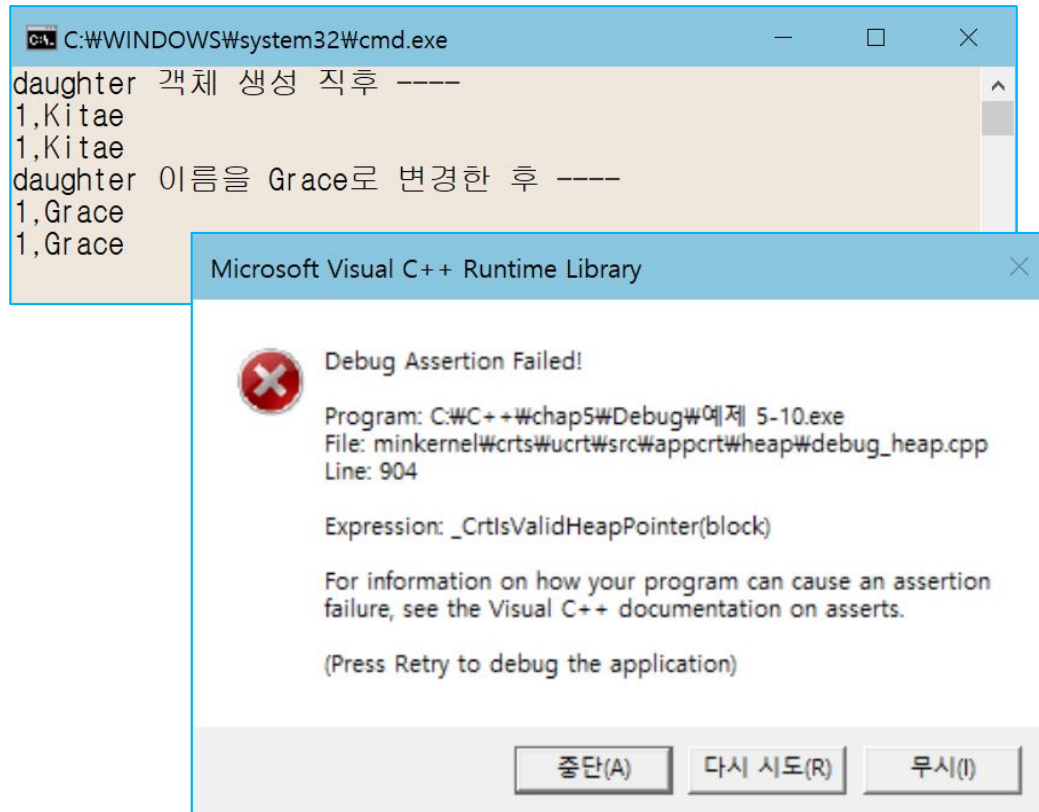 C:₩WINDOWS₩system32₩cmd.exe
daughter 객체 생성 직후 ----
1,Kitae
1,Kitae
daughter 이름을 Grace로 변경한 후 ----
1,Grace
1,Grace
Microsoft Visual C++ Runtime Library
Debug Assertion Failed!
Program: C:₩C++₩chap5₩Debug₩예제 5-10.exe
File: minkernel₩crts₩ucrt₩src₩appcrt₩heap₩debug_heap.cpp
Line: 904
Expression: _CrtIsValidHeapPointer(block)
For information on how your program can cause an assertion
failure, see the Visual C++ documentation on asserts.
(Press Retry to debug the application)
중단(A) 다시 시도(R) 무시(I)